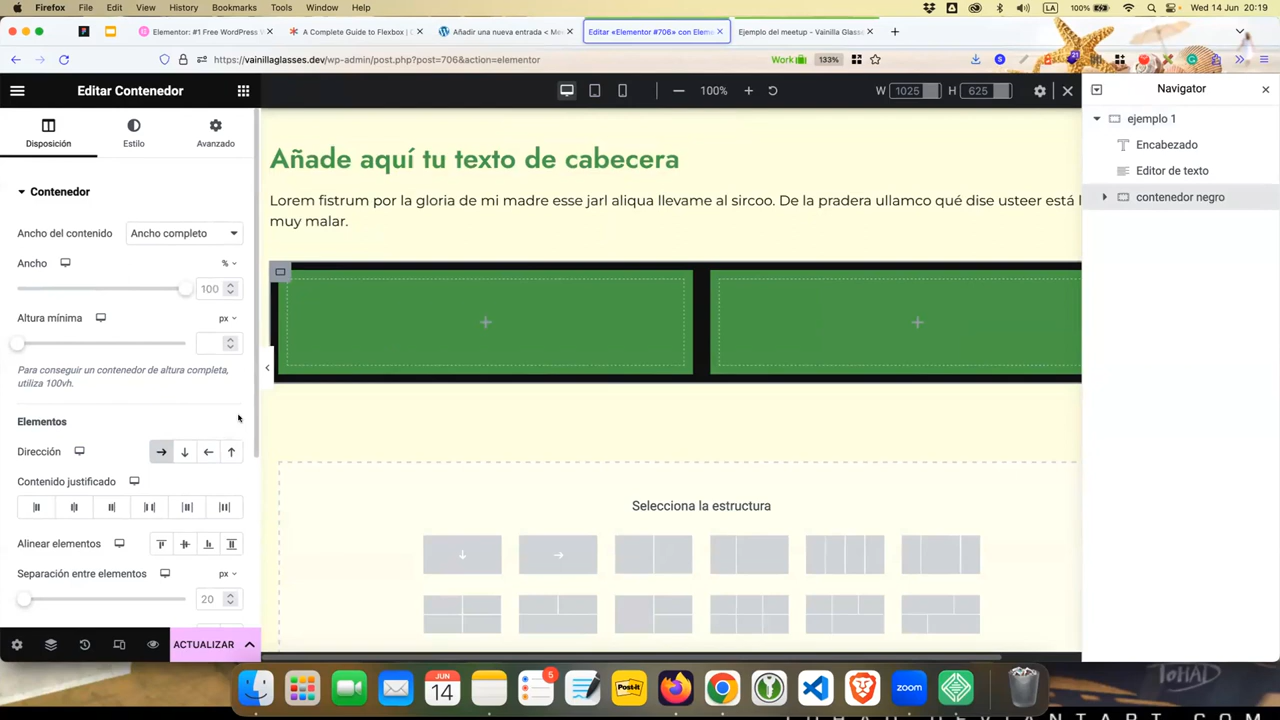 Firefox File Edit View History Bookmarks Tools Window Help LA 100% Wed 14 Jun 20:19
Elementor: #1 Free WordPress W A Complete Guide to Flexbox | C Añadir una nueva entrada < Me Editar «Elementor #706» con Elem Ejemplo del meetup – Vainilla Glass
https://vainillaglasses.dev/wp-admin/post.php?post=706&action=elementor Work 133%
Editar Contenedor 100% W 1025 H 625 Navigator
Disposición Estilo Avanzado
Contenedor
Ancho del contenido Ancho completo
Ancho %
100
Altura mínima px
Para conseguir un contenedor de altura completa,
utiliza 100vh.
Elementos
Dirección
Contenido justificado
Alinear elementos
Separación entre elementos px
20
ACTUALIZAR
Añade aquí tu texto de cabecera
Lorem fistrum por la gloria de mi madre esse jarl aliqua llevame al sircoo. De la pradera ullamco qué dise usteer está
muy malar.
Selecciona la estructura
ejemplo 1
Encabezado
Editor de texto
contenedor negro
JUN
14
5
Post-it
zoom